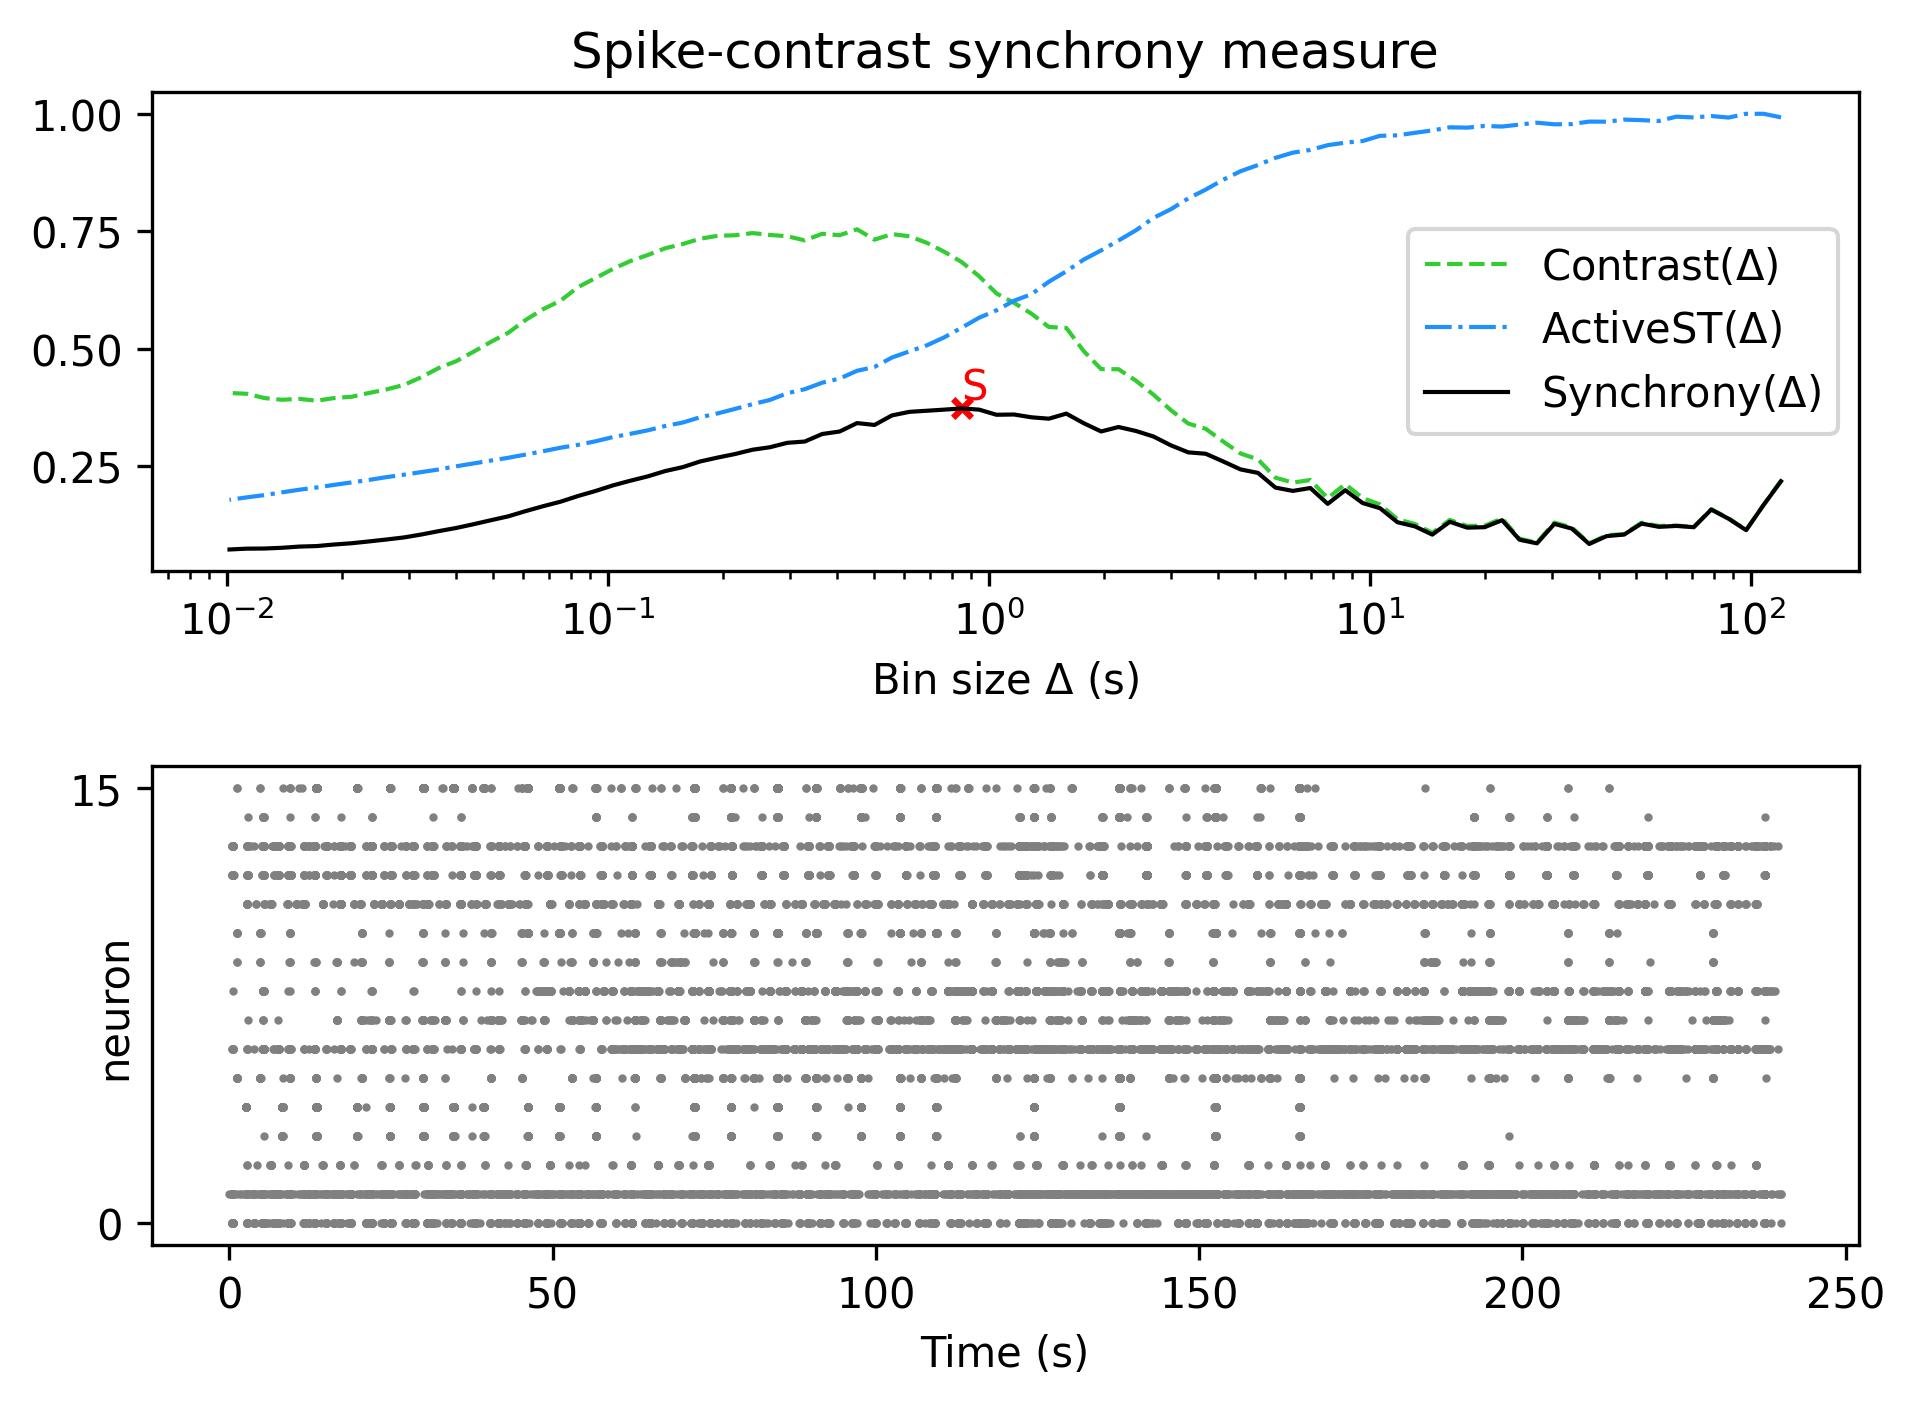 Spike-contrast synchrony measure
1.00
0.75
0.50
0.25
S
Contrast(Δ)
ActiveST(Δ)
Synchrony(Δ)
10⁻² 10⁻¹ 10⁰ 10¹ 10²
Bin size Δ (s)
15
neuron
0
0 50 100 150 200 250
Time (s)